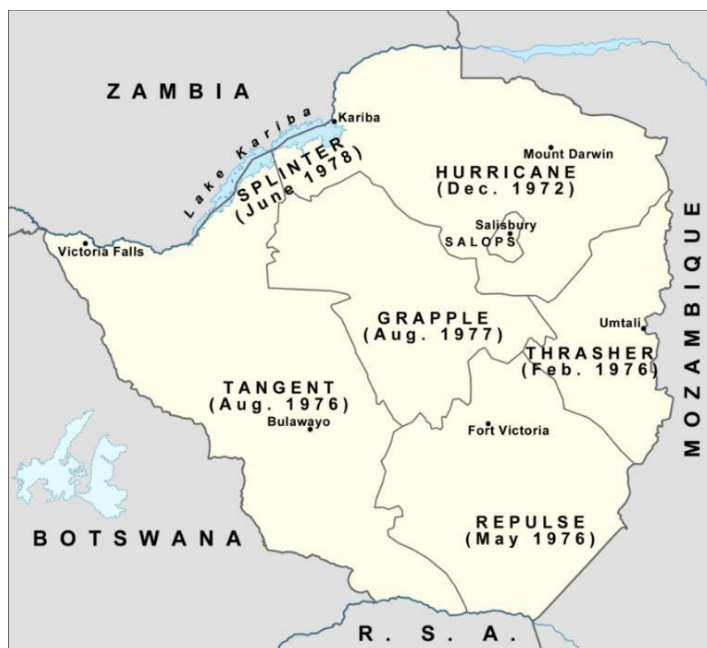 ZAMBIA
Lake Kariba
Kariba
SPLINTER
(June 1978)
Mount Darwin
HURRICANE
(Dec. 1972)
Salisbury
SALOPS
Victoria Falls
MOZAMBIQUE
GRAPPLE
(Aug. 1977)
Umtali
THRASHER
(Feb. 1976)
TANGENT
(Aug. 1976)
Bulawayo
Fort Victoria
REPULSE
(May 1976)
BOTSWANA
R. S. A.